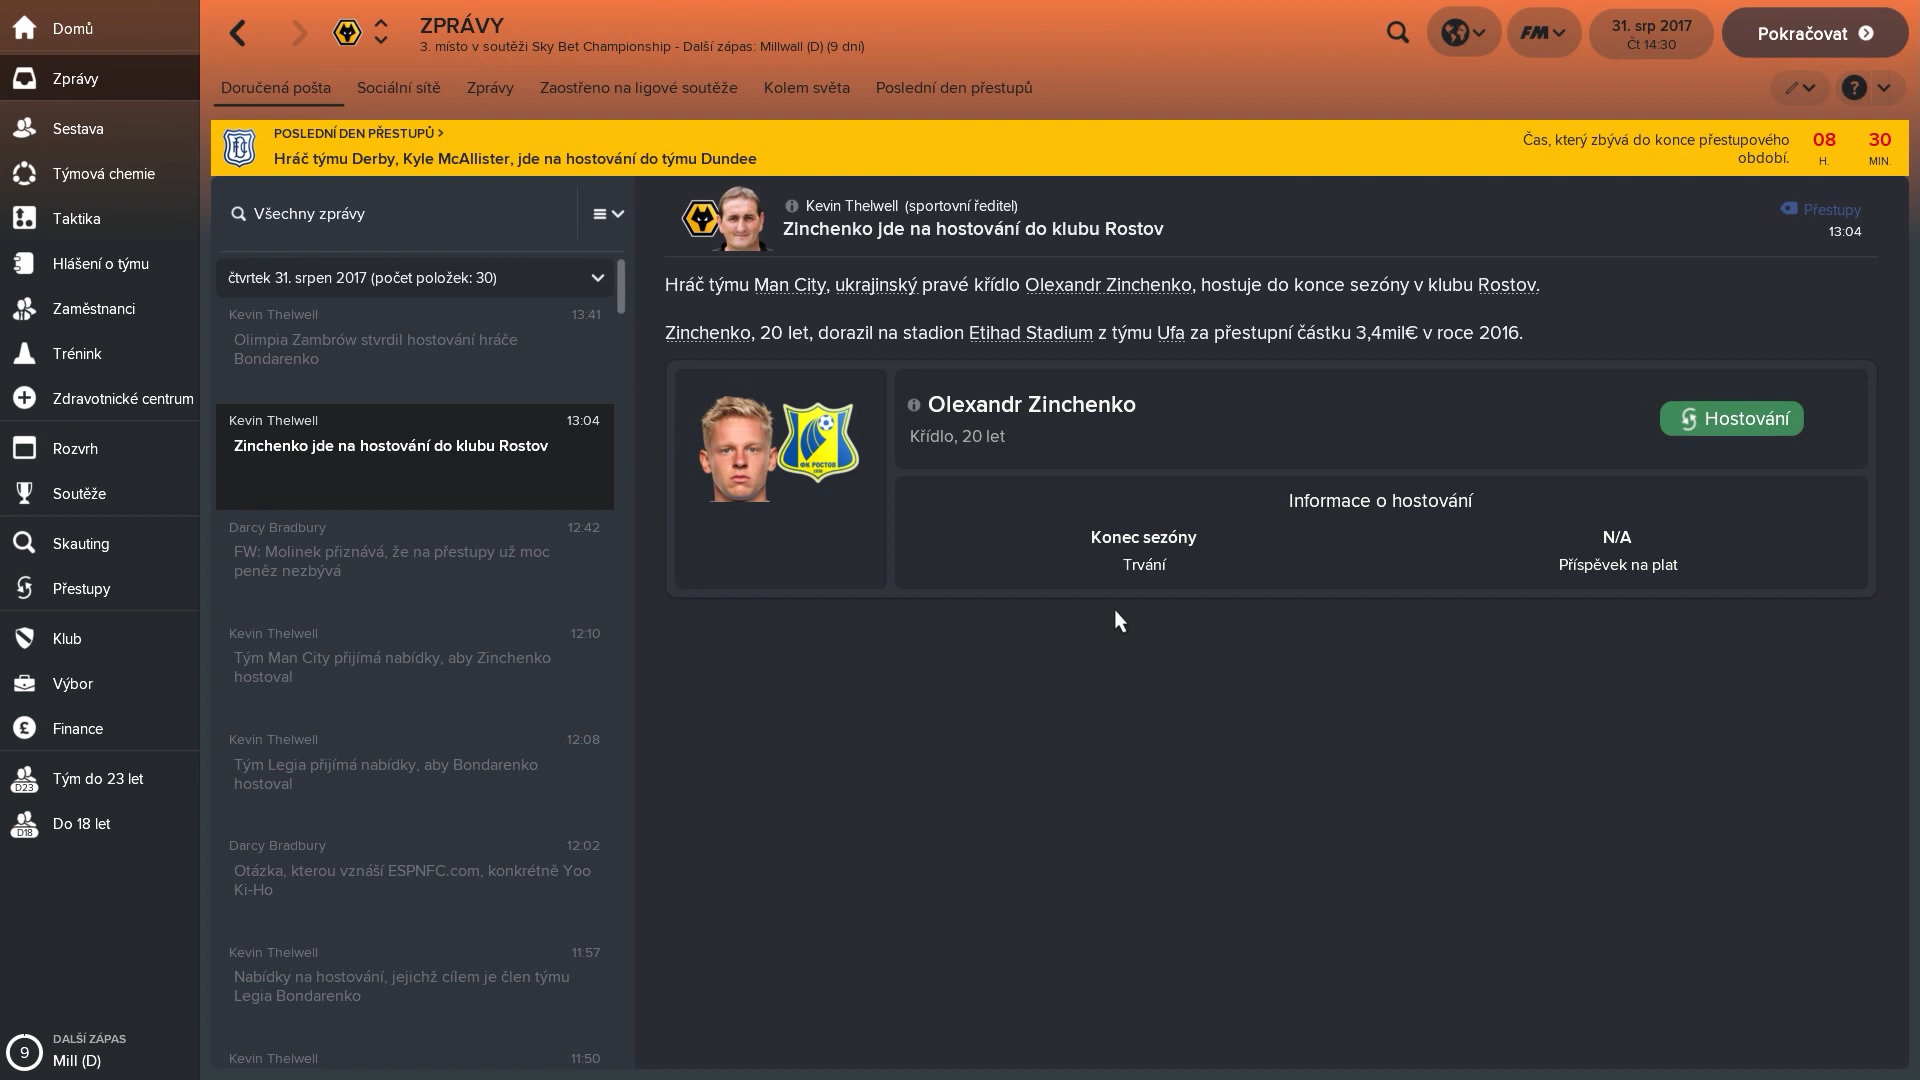 Domů
Zprávy
Sestava
Týmová chemie
Taktika
Hlášení o týmu
Zaměstnanci
Trénink
Zdravotnické centrum
Rozvrh
Soutěže
Skauting
Přestupy
Klub
Výbor
Finance
D23
Tým do 23 let
D18
Do 18 let
9
DALŠÍ ZÁPAS
Mill (D)
ZPRÁVY
3. místo v soutěži Sky Bet Championship - Další zápas: Millwall (D) (9 dní)
FM
31. srp 2017
Čt 14:30
Pokračovat
Doručená pošta
Sociální sítě
Zprávy
Zaostřeno na ligové soutěže
Kolem světa
Poslední den přestupů
POSLEDNÍ DEN PŘESTUPŮ >
Hráč týmu Derby, Kyle McAllister, jde na hostování do týmu Dundee
Čas, který zbývá do konce přestupového
období.
08
H.
30
MIN.
Všechny zprávy
čtvrtek 31. srpen 2017 (počet položek: 30)
Kevin Thelwell 13:41
Olimpia Zambrów stvrdil hostování hráče
Bondarenko
Kevin Thelwell 13:04
Zinchenko jde na hostování do klubu Rostov
Darcy Bradbury 12:42
FW: Molinek přiznává, že na přestupy už moc
peněz nezbývá
Kevin Thelwell 12:10
Tým Man City přijímá nabídky, aby Zinchenko
hostoval
Kevin Thelwell 12:08
Tým Legia přijímá nabídky, aby Bondarenko
hostoval
Darcy Bradbury 12:02
Otázka, kterou vznáší ESPNFC.com, konkrétně Yoo
Ki-Ho
Kevin Thelwell 11:57
Nabídky na hostování, jejichž cílem je člen týmu
Legia Bondarenko
Kevin Thelwell 11:50
Kevin Thelwell (sportovní ředitel)
Zinchenko jde na hostování do klubu Rostov
Přestupy
13:04
Hráč týmu Man City, ukrajinský pravé křídlo Olexandr Zinchenko, hostuje do konce sezóny v klubu Rostov.
Zinchenko, 20 let, dorazil na stadion Etihad Stadium z týmu Ufa za přestupní částku 3,4mil€ v roce 2016.
ФК РОСТОВ
Olexandr Zinchenko
Křídlo, 20 let
Hostování
Informace o hostování
Konec sezóny
Trvání
N/A
Příspěvek na plat